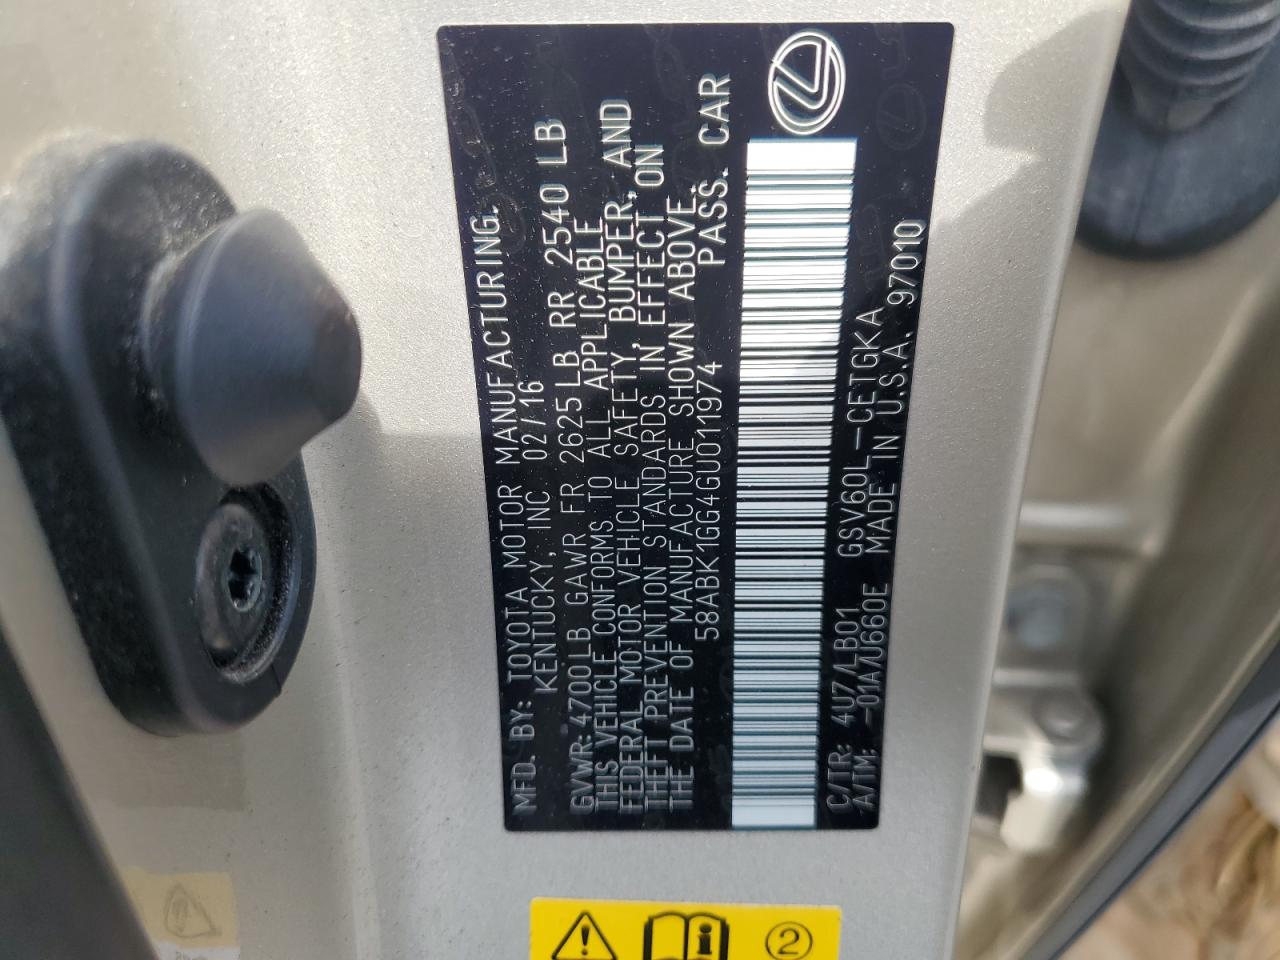 MFD. BY: TOYOTA MOTOR MANUFACTURING.
KENTUCKY, INC 02/16
GVWR: 4700LB GAWR FR 2625LB RR 2540 LB
THIS VEHICLE CONFORMS TO ALL APPLICABLE
FEDERAL MOTOR VEHICLE SAFETY, BUMPER, AND
THEFT PREVENTION STANDARDS IN EFFECT ON
THE DATE OF MANUFACTURE SHOWN ABOVE.
58ABK1GG4GU011974 PASS. CAR
C/TR: 4U7/LB01 GSV60L-CETGKA
A/TM: -01A/U660E MADE IN U.S.A. 97010
2